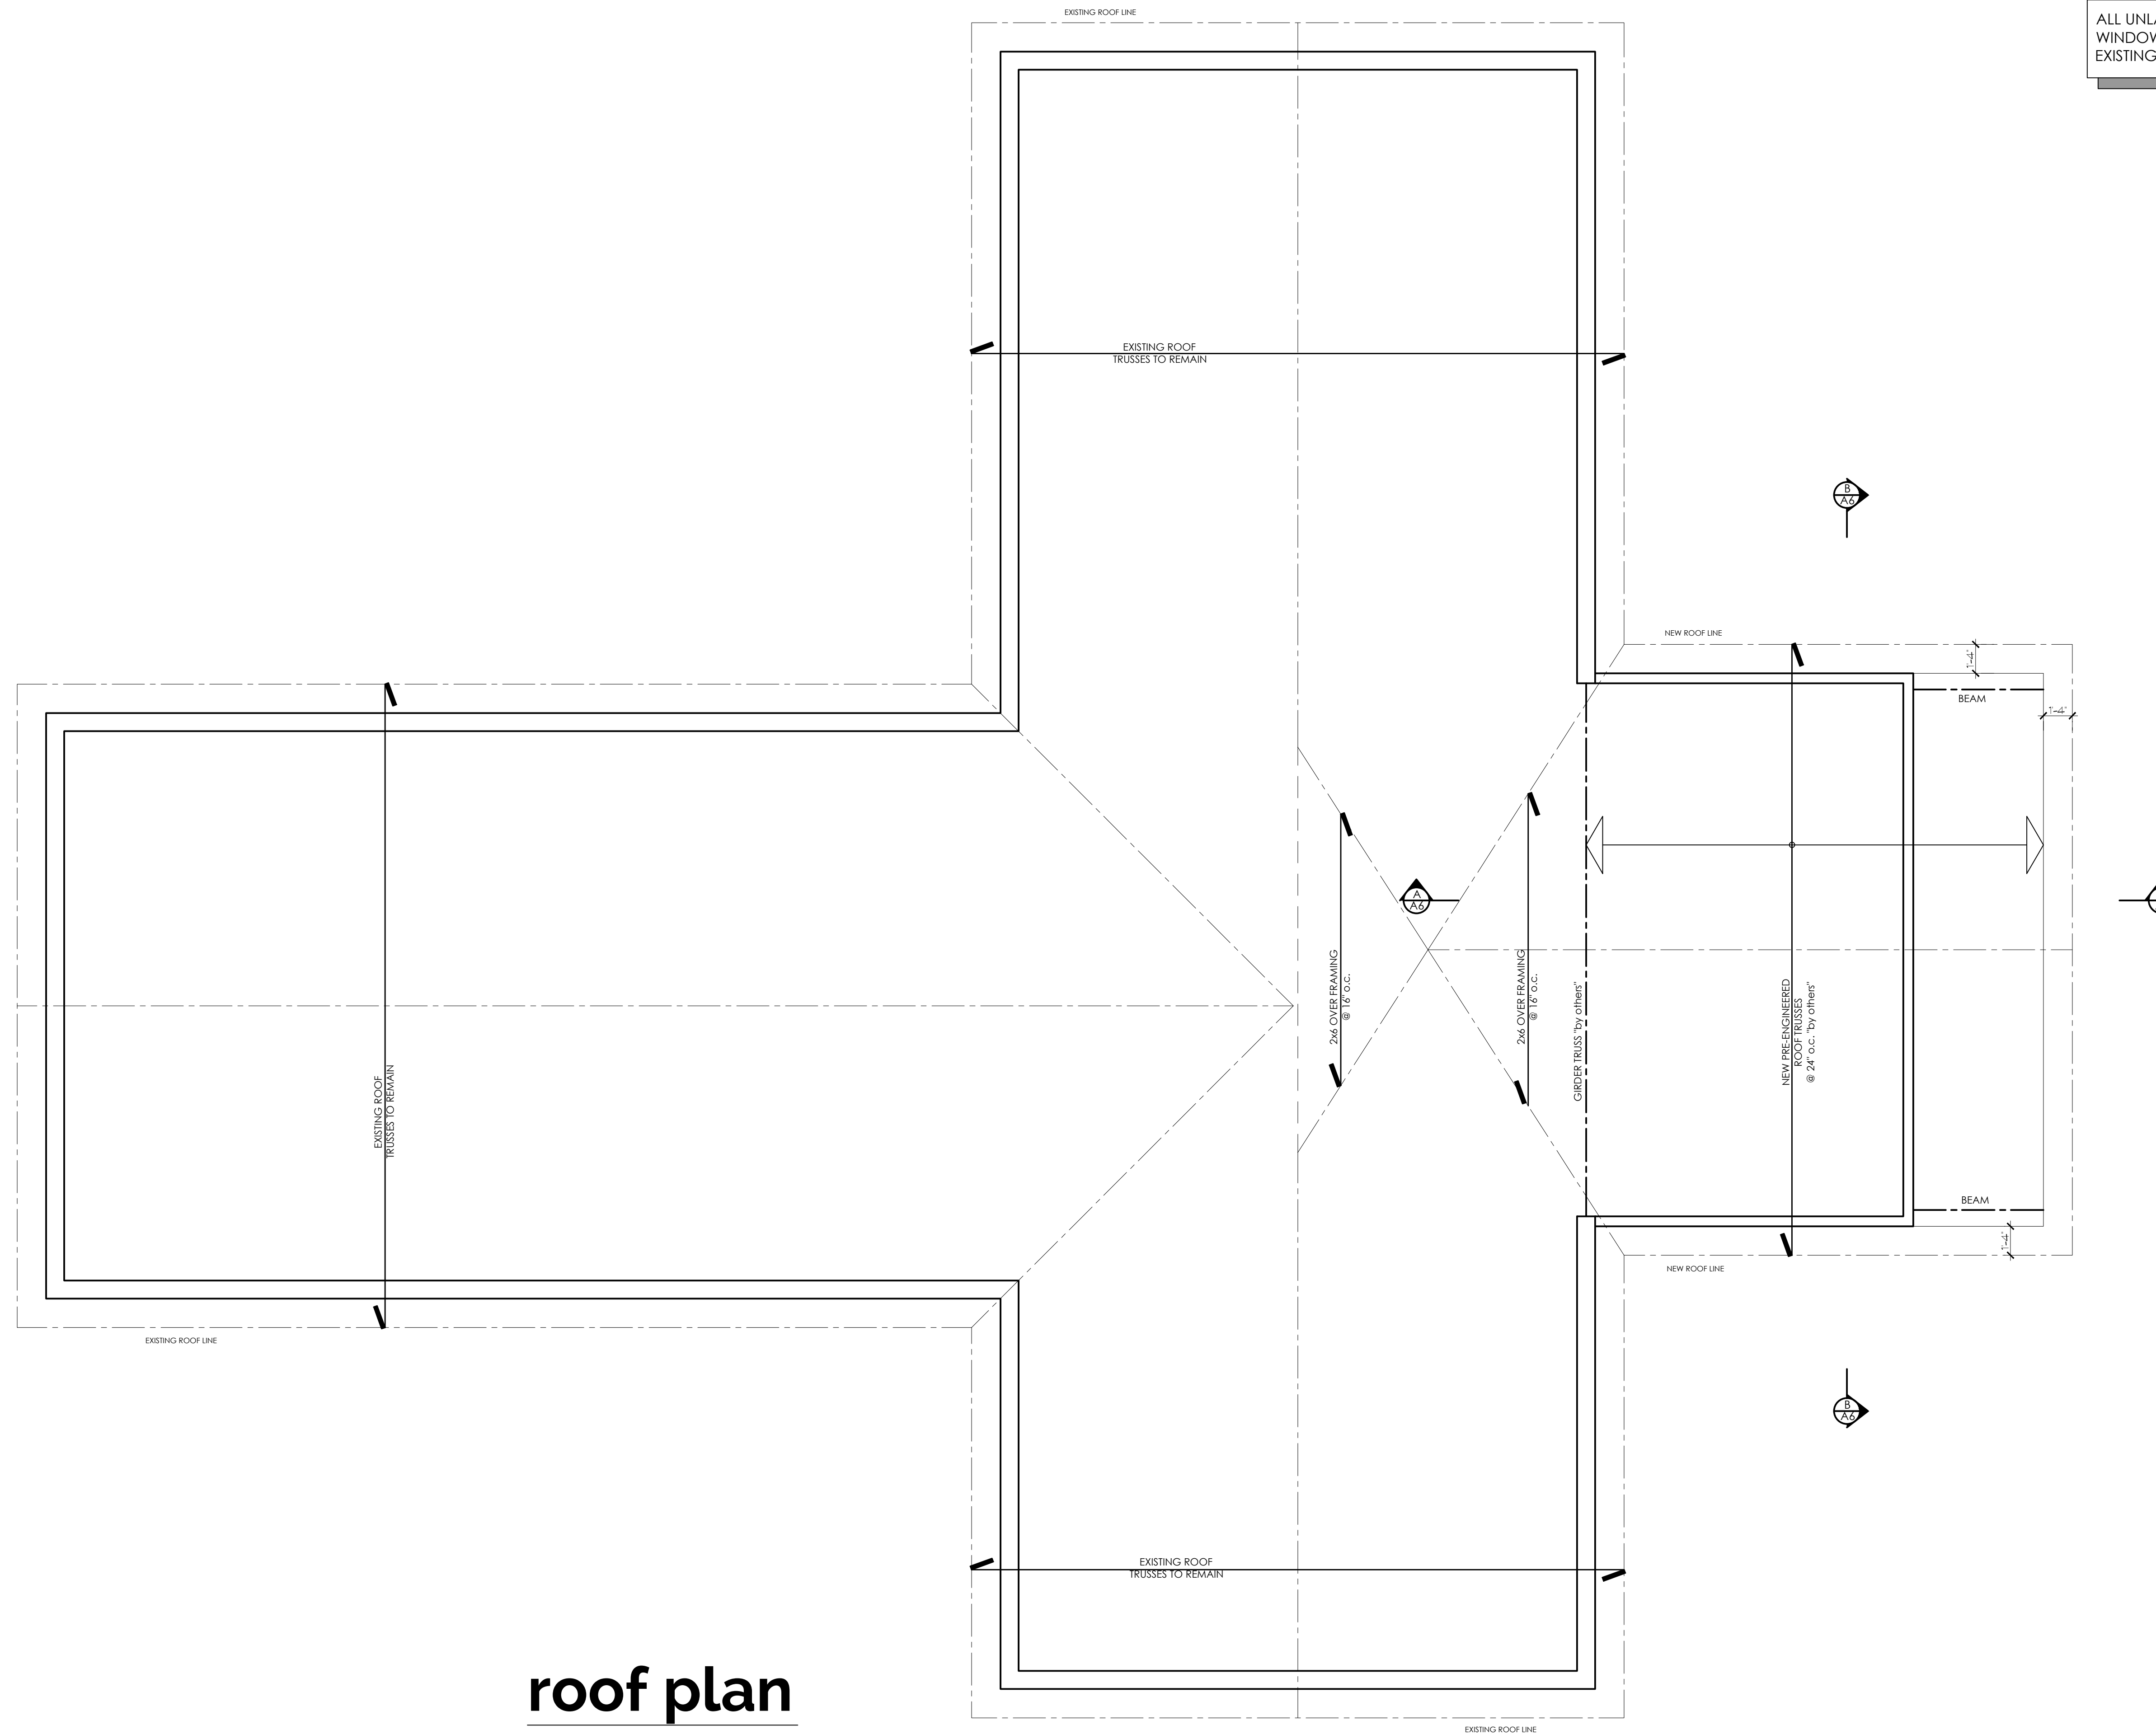 EXISTING ROOF LINE
EXISTING
EXISTING ROOF
TRUSSES TO REMAIN
B
A6
NEW ROOF LINE
1'-4"
BEAM
1'-4"
A
A6
2x6 OVER FRAMING
@ 16" o.c.
2x6 OVER FRAMING
@ 16" o.c.
GIRDER TRUSS "by others"
NEW PRE-ENGINEERED
ROOF TRUSSES
@ 24" o.c. "by others"
EXISTING ROOF
TRUSSES TO REMAIN
BEAM
1'-4"
NEW ROOF LINE
EXISTING ROOF LINE
B
A6
EXISTING ROOF
TRUSSES TO REMAIN
roof plan
EXISTING ROOF LINE